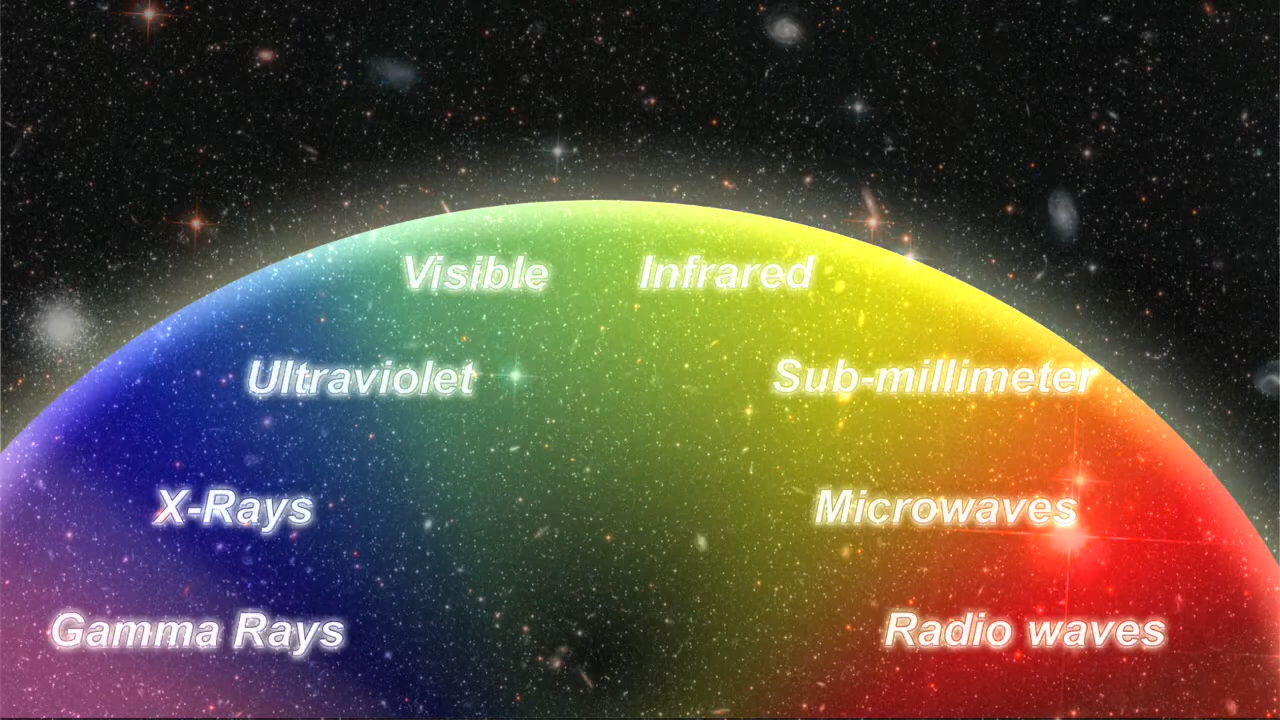 Visible Infrared
Ultraviolet Sub-millimeter
X-Rays Microwaves
Gamma Rays Radio waves